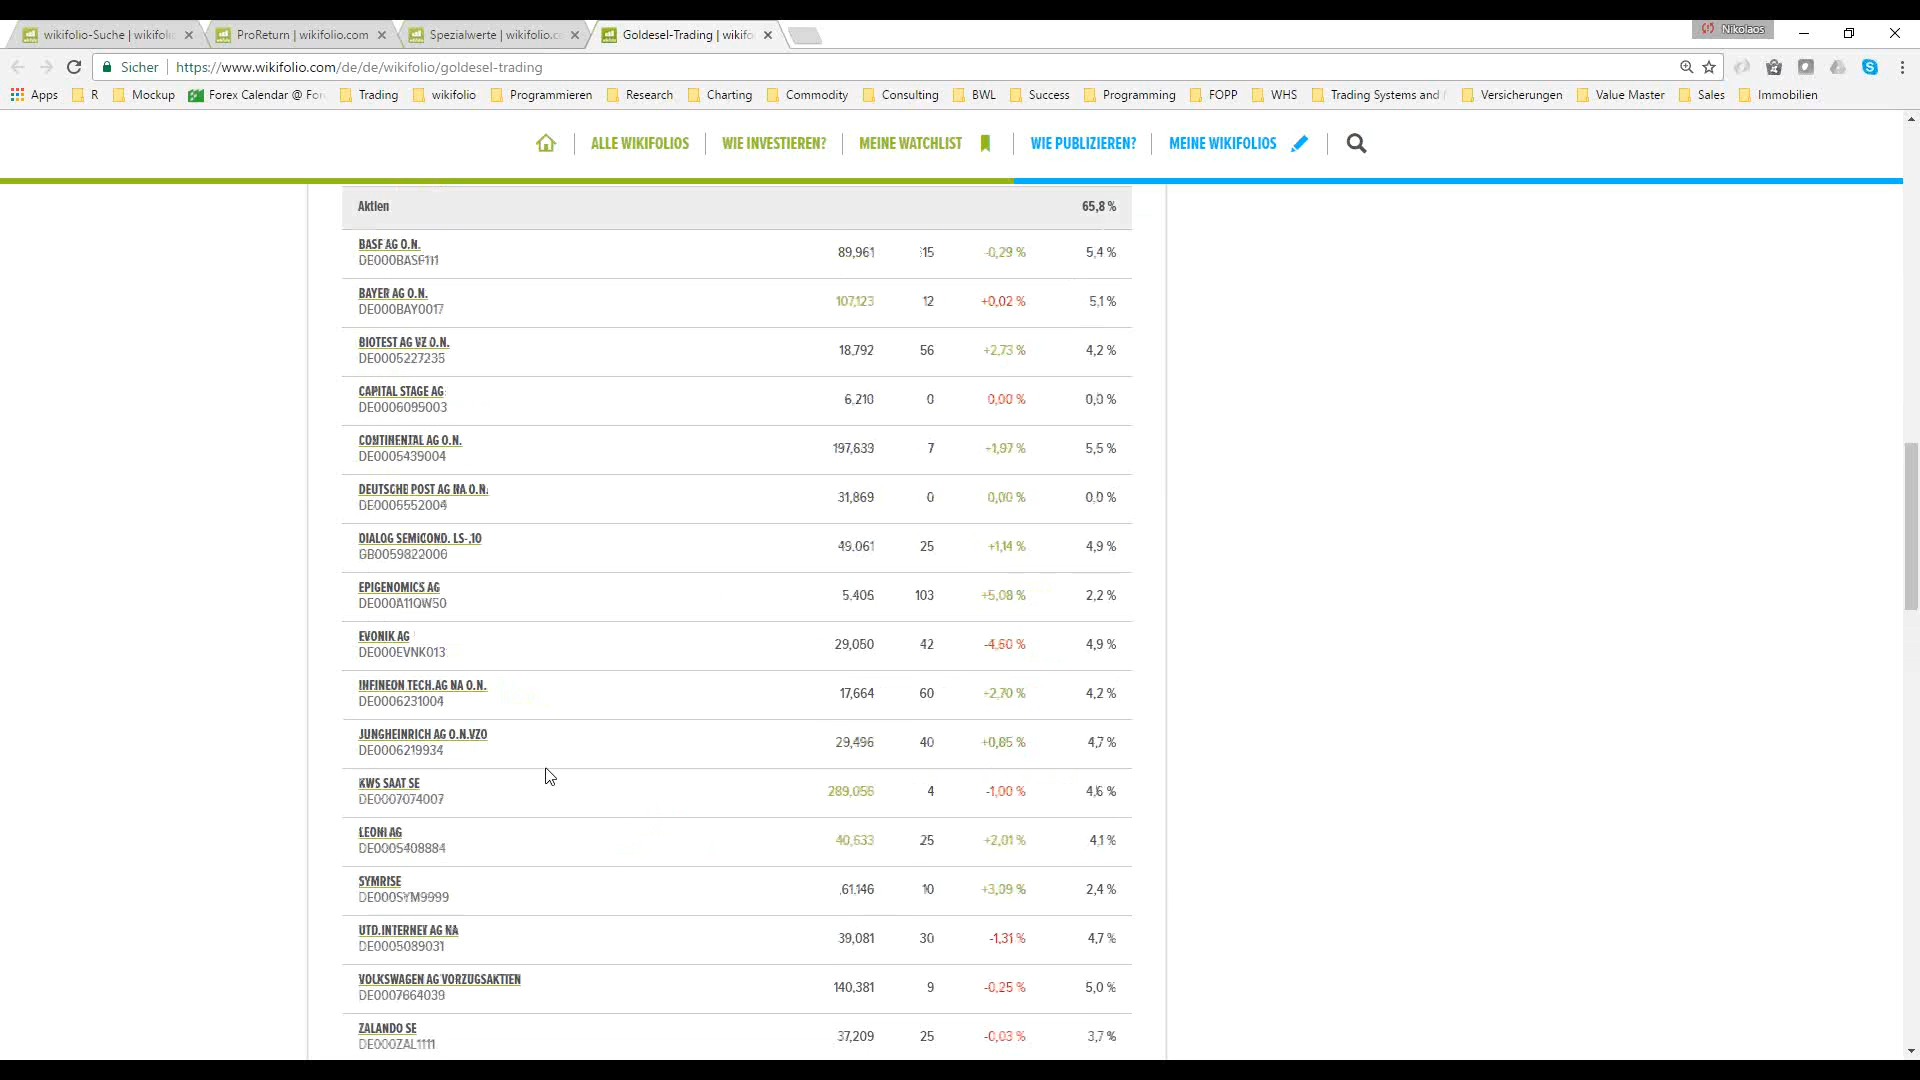 wikifolio-Suche | wikifoli
ProReturn | wikifolio.com
Spezialwerte | wikifolio.c
Goldesel-Trading | wikifo
Nikolaos
Sicher https://www.wikifolio.com/de/de/wikifolio/goldesel-trading
Apps R Mockup Forex Calendar @ For Trading wikifolio Programmieren Research Charting Commodity Consulting BWL Success Programming FOPP WHS Trading Systems and Versicherungen Value Master Sales Immobilien
ALLE WIKIFOLIOS WIE INVESTIEREN? MEINE WATCHLIST WIE PUBLIZIEREN? MEINE WIKIFOLIOS
Aktien 65,8 %
BASF AG O.N. 89,961 15 -0,29 % 5,4 %
DE000BASF111
BAYER AG O.N. 107,123 12 +0,02 % 5,1 %
DE000BAY0017
BIOTEST AG VZ O.N. 18,792 56 +2,73 % 4,2 %
DE0005227235
CAPITAL STAGE AG 6,210 0 0,00 % 0,0 %
DE0006095003
CONTINENTAL AG O.N. 197,633 7 +1,97 % 5,5 %
DE0005439004
DEUTSCHE POST AG NA O.N. 31,869 0 0,00 % 0,0 %
DE0005552004
DIALOG SEMICOND. LS-,10 49,061 25 +1,14 % 4,9 %
GB0059822006
EPIGENOMICS AG 5,406 103 +5,08 % 2,2 %
DE000A11QW50
EVONIK AG 29,050 42 -4,60 % 4,9 %
DE000EVNK013
INFINEON TECH.AG NA O.N. 17,664 60 +2,70 % 4,2 %
DE0006231004
JUNGHEINRICH AG O.N.VZO 29,496 40 +0,85 % 4,7 %
DE0006219934
KWS SAAT SE 289,056 4 -1,00 % 4,6 %
DE0007074007
LEONI AG 40,633 25 +2,01 % 4,1 %
DE0005408884
SYMRISE 61,146 10 +3,09 % 2,4 %
DE000SYM9999
UTD.INTERNET AG NA 39,081 30 -1,31 % 4,7 %
DE0005089031
VOLKSWAGEN AG VORZUGSAKTIEN 140,381 9 -0,25 % 5,0 %
DE0007664039
ZALANDO SE 37,209 25 -0,03 % 3,7 %
DE000ZAL1111